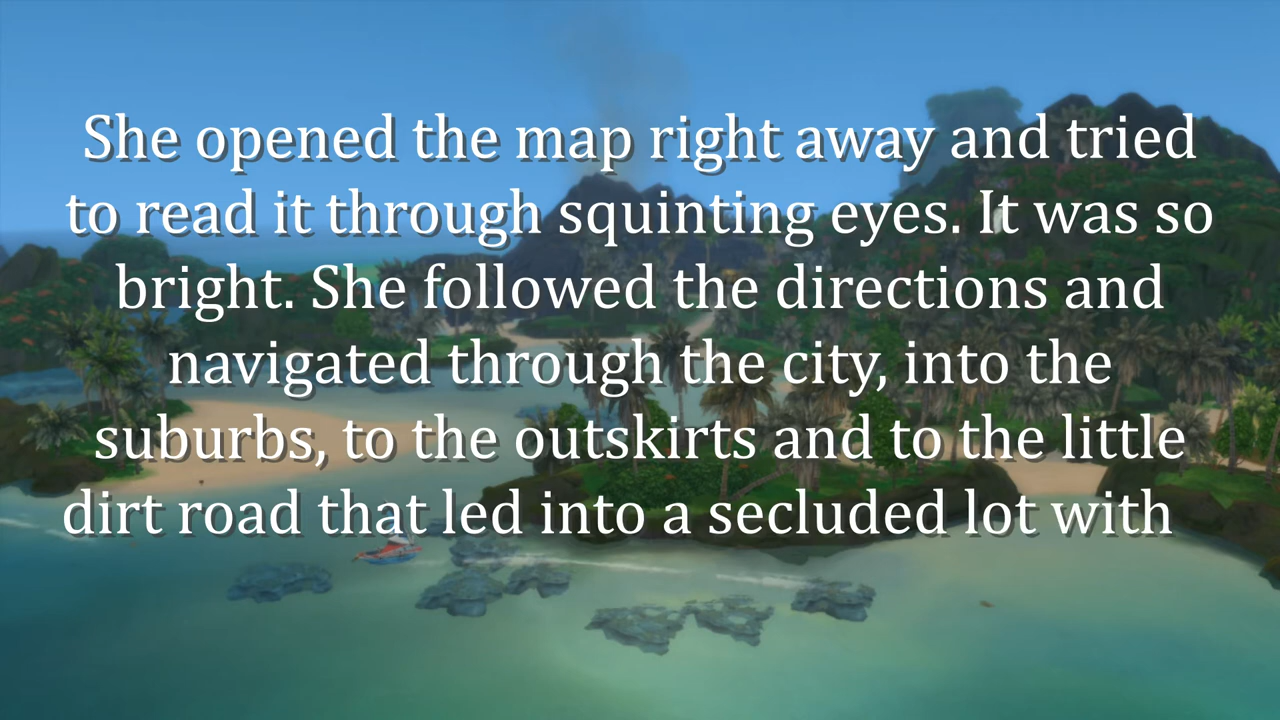 She opened the map right away and tried
to read it through squinting eyes. It was so
bright. She followed the directions and
navigated through the city, into the
suburbs, to the outskirts and to the little
dirt road that led into a secluded lot with